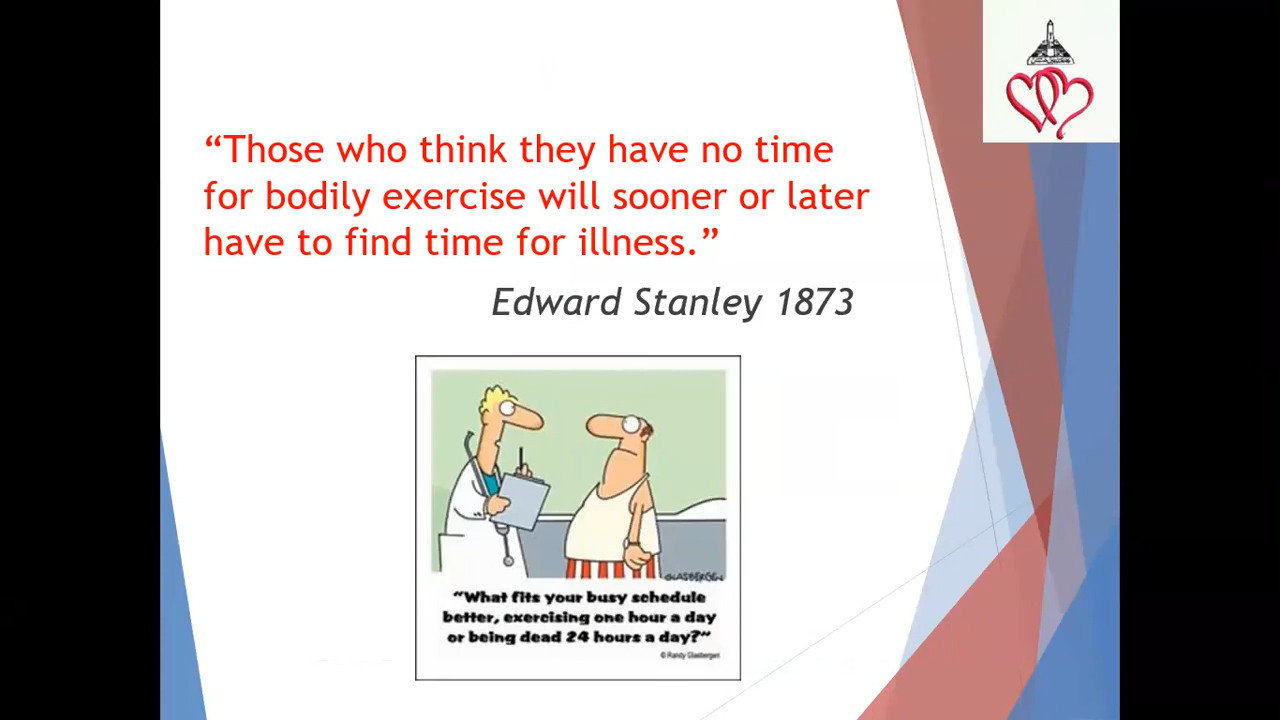 “Those who think they have no time
for bodily exercise will sooner or later
have to find time for illness.”
Edward Stanley 1873
GLASBERGEN
“What fits your busy schedule
better, exercising one hour a day
or being dead 24 hours a day?”
© Randy Glasbergen